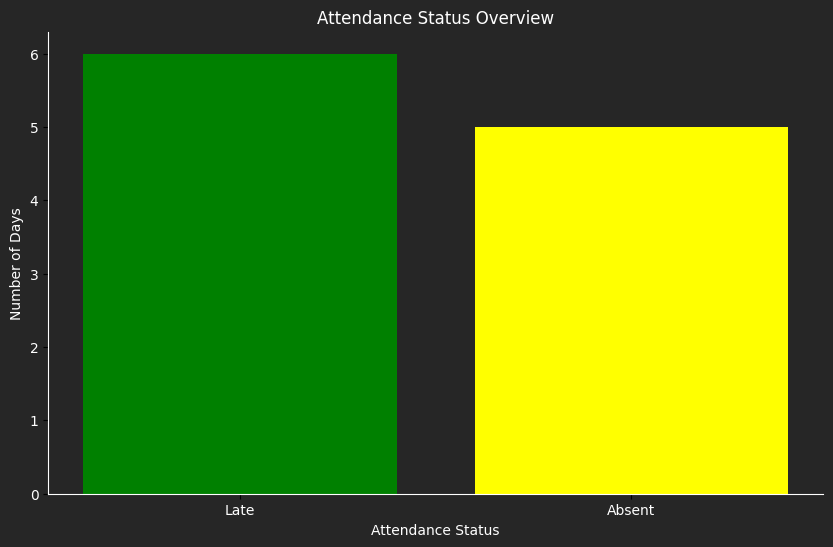 Attendance Status Overview
6
5
4
3
2
1
0
Number of Days
Late Absent
Attendance Status